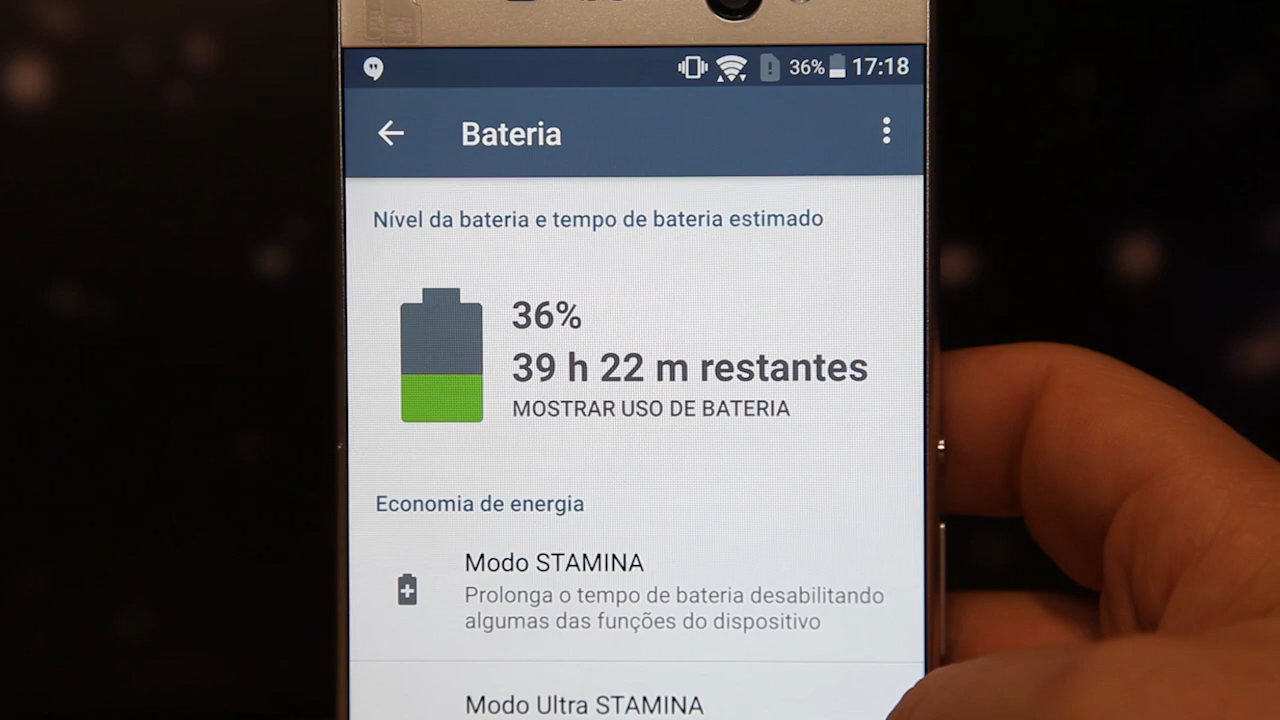 36% 17:18
Bateria
Nível da bateria e tempo de bateria estimado
36%
39 h 22 m restantes
MOSTRAR USO DE BATERIA
Economia de energia
Modo STAMINA
Prolonga o tempo de bateria desabilitando
algumas das funções do dispositivo
Modo Ultra STAMINA